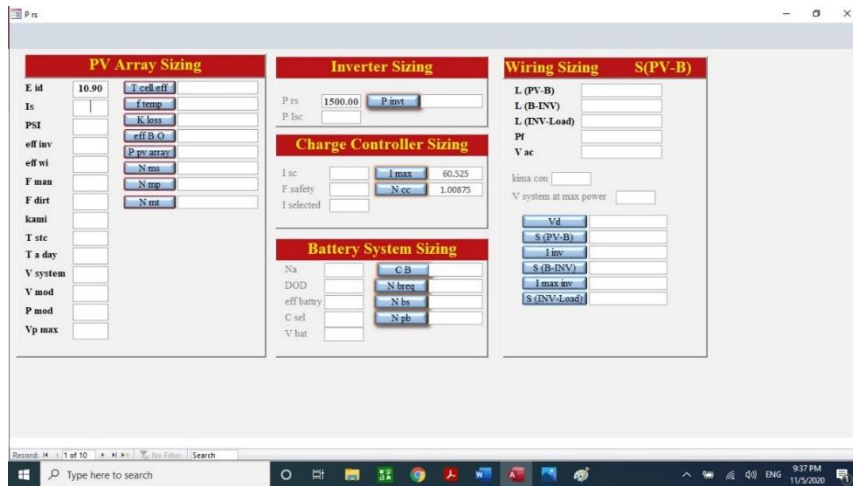 P rs
PV Array Sizing
E id 10.90 T cell.eff
Is f temp
PSI K loss
eff inv eff B.O
eff wi P pv array
F man N ms
F dirt N mp
kami N mt
T stc
T a day
V system
V mod
P mod
Vp max
Inverter Sizing
P rs 1500.00 P invt
P Isc
Charge Controller Sizing
I sc I max 60.525
F safety N cc 1.00875
I selected
Battery System Sizing
Na C B
DOD N breq
eff battry N bs
C sel N pb
V bat
Wiring Sizing S(PV-B)
L (PV-B)
L (B-INV)
L (INV-Load)
Pf
V ac
kima con
V system at max power
Vd
S (PV-B)
I inv
S (B-INV)
I max inv
S (INV-Load)
Record: 1 of 10 No Filter Search
Type here to search
ENG 9:37 PM
11/5/2020